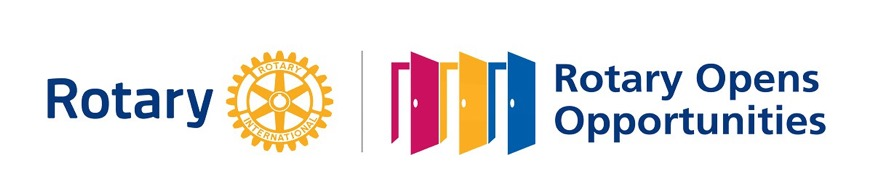 Rotary
ROTARY
INTERNATIONAL
Rotary Opens
Opportunities